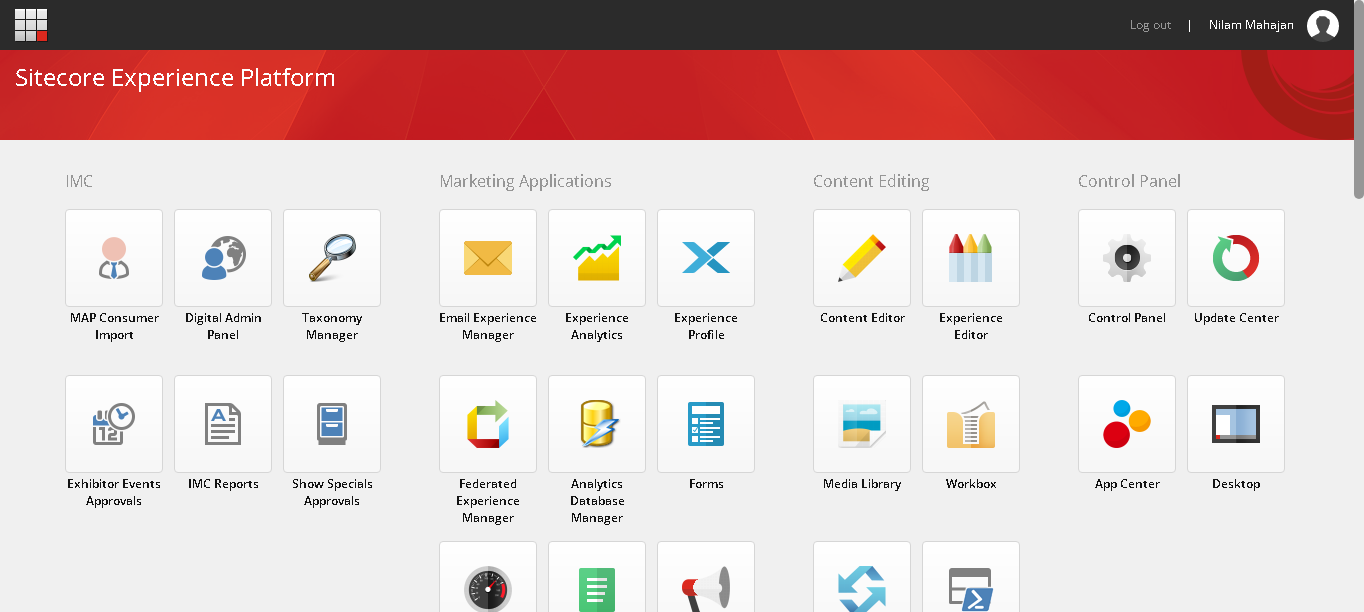 Log out | Nilam Mahajan
Sitecore Experience Platform
IMC
MAP Consumer
Import
Digital Admin
Panel
Taxonomy
Manager
Exhibitor Events
Approvals
IMC Reports
Show Specials
Approvals
Marketing Applications
Email Experience
Manager
Experience
Analytics
Experience
Profile
Federated
Experience
Manager
Analytics
Database
Manager
Forms
Content Editing
Content Editor
Experience
Editor
Media Library
Workbox
Control Panel
Control Panel
Update Center
App Center
Desktop